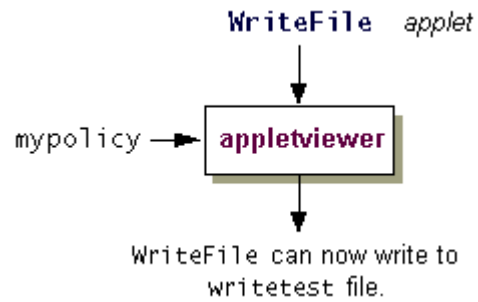 WriteFile applet
mypolicy
appletviewer
WriteFile can now write to
writetest file.